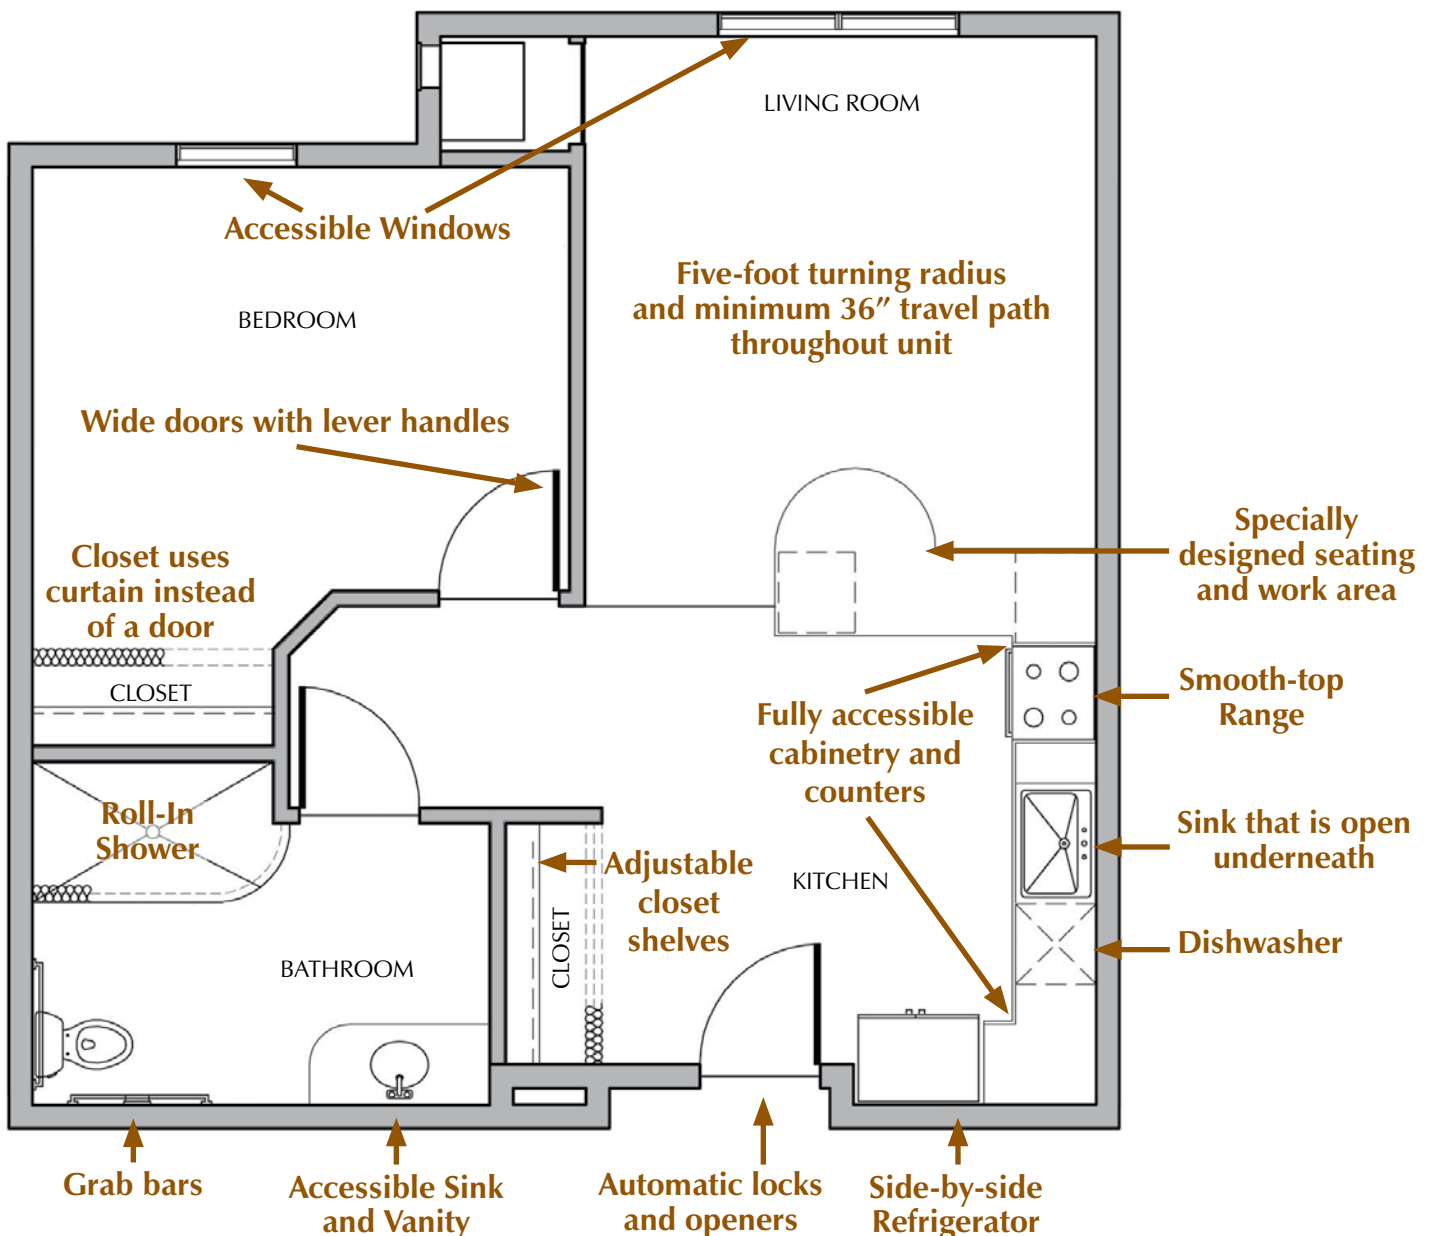 LIVING ROOM
Accessible Windows
Five-foot turning radius
and minimum 36″ travel path
throughout unit
BEDROOM
Wide doors with lever handles
Specially
designed seating
and work area
Closet uses
curtain instead
of a door
CLOSET
Smooth-top
Range
Fully accessible
cabinetry and
counters
Roll-In
Shower
Sink that is open
underneath
Adjustable
closet
shelves
KITCHEN
CLOSET
Dishwasher
BATHROOM
Grab bars
Accessible Sink
and Vanity
Automatic locks
and openers
Side-by-side
Refrigerator